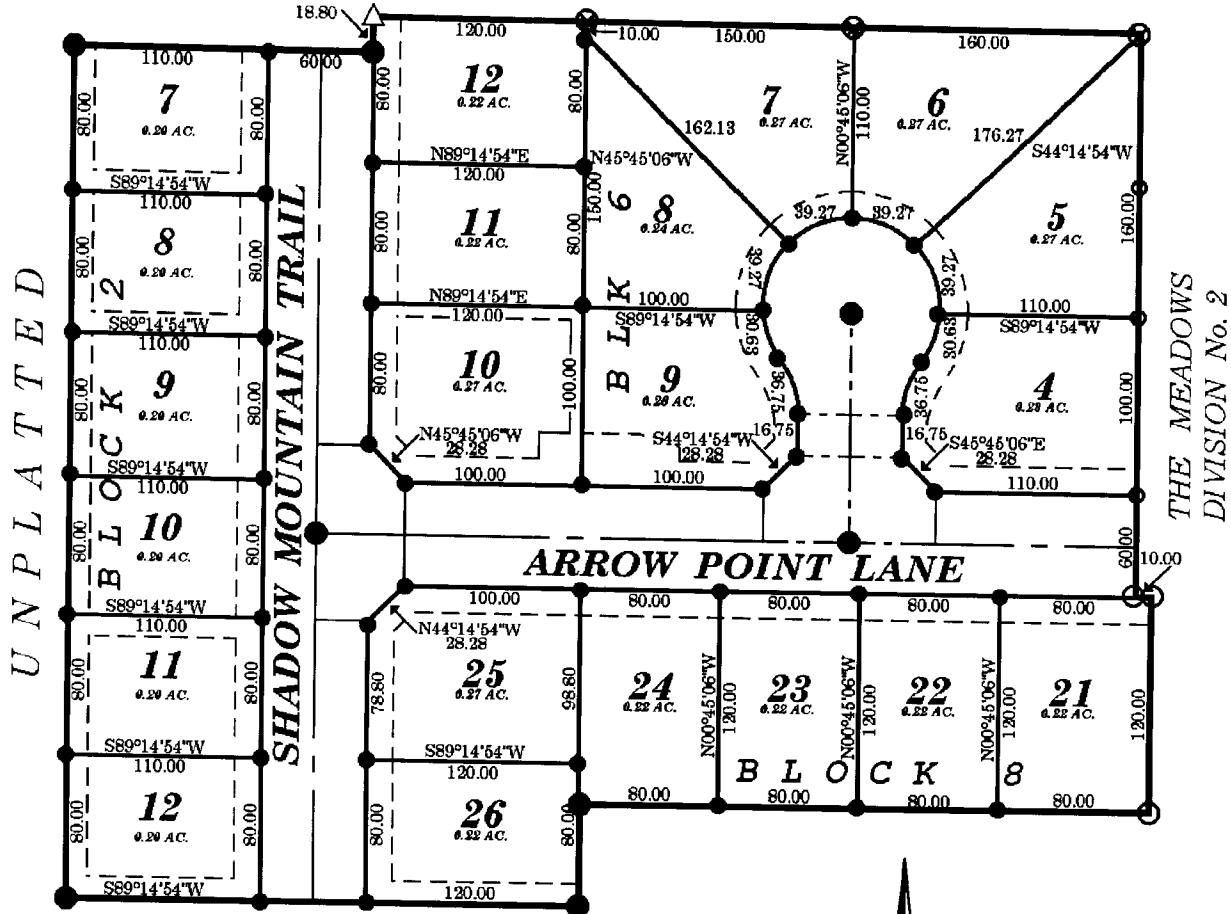 18.80
120.00
10.00
150.00
160.00
110.00
60.00
7
0.20 AC.
80.00
80.00
S89°14'54"W
110.00
8
0.20 AC.
80.00
80.00
S89°14'54"W
110.00
9
0.20 AC.
80.00
80.00
S89°14'54"W
110.00
10
0.20 AC.
80.00
80.00
S89°14'54"W
110.00
11
0.20 AC.
80.00
80.00
S89°14'54"W
110.00
12
0.20 AC.
80.00
80.00
S89°14'54"W
BLOCK 2
UNPLATTED
SHADOW MOUNTAIN TRAIL
12
0.22 AC.
80.00
80.00
N89°14'54"E
120.00
11
0.22 AC.
80.00
80.00
N89°14'54"E
120.00
10
0.27 AC.
80.00
100.00
N45°45'06"W
28.28
100.00
162.13
N45°45'06"W
150.00
8
0.24 AC.
7
0.27 AC.
N00°45'06"W
110.00
6
0.27 AC.
176.27
S44°14'54"W
5
0.27 AC.
160.00
39.27
39.27
39.27
39.27
100.00
S89°14'54"W
30.63
36.75
16.75
30.63
36.75
16.75
110.00
S89°14'54"W
BLK 6
9
0.26 AC.
S44°14'54"W
28.28
100.00
4
0.28 AC.
100.00
S45°45'06"E
28.28
110.00
THE MEADOWS
DIVISION No. 2
60.00
10.00
ARROW POINT LANE
100.00
80.00
80.00
80.00
80.00
N44°14'54"W
28.28
25
0.27 AC.
78.80
98.80
S89°14'54"W
120.00
26
0.22 AC.
80.00
80.00
120.00
24
0.22 AC.
N00°45'06"W
120.00
23
0.22 AC.
N00°45'06"W
120.00
22
0.22 AC.
N00°45'06"W
120.00
21
0.22 AC.
120.00
BLOCK 8
80.00
80.00
80.00
80.00